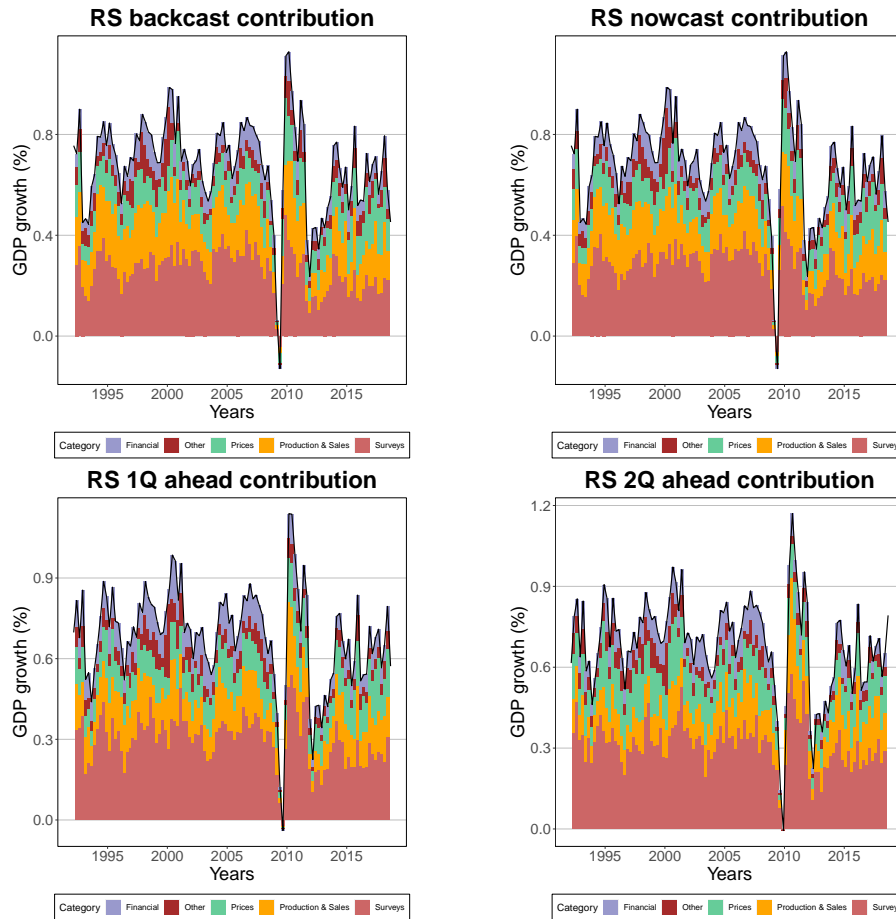 RS backcast contribution
GDP growth (%)
0.8
0.4
0.0
1995 2000 2005 2010 2015
Years
Category Financial Other Prices Production & Sales Surveys
RS nowcast contribution
GDP growth (%)
0.8
0.4
0.0
1995 2000 2005 2010 2015
Years
Category Financial Other Prices Production & Sales Survey
RS 1Q ahead contribution
GDP growth (%)
0.9
0.6
0.3
0.0
1995 2000 2005 2010 2015
Years
Category Financial Other Prices Production & Sales Surveys
RS 2Q ahead contribution
GDP growth (%)
1.2
0.9
0.6
0.3
0.0
1995 2000 2005 2010 2015
Years
Category Financial Other Prices Production & Sales Survey